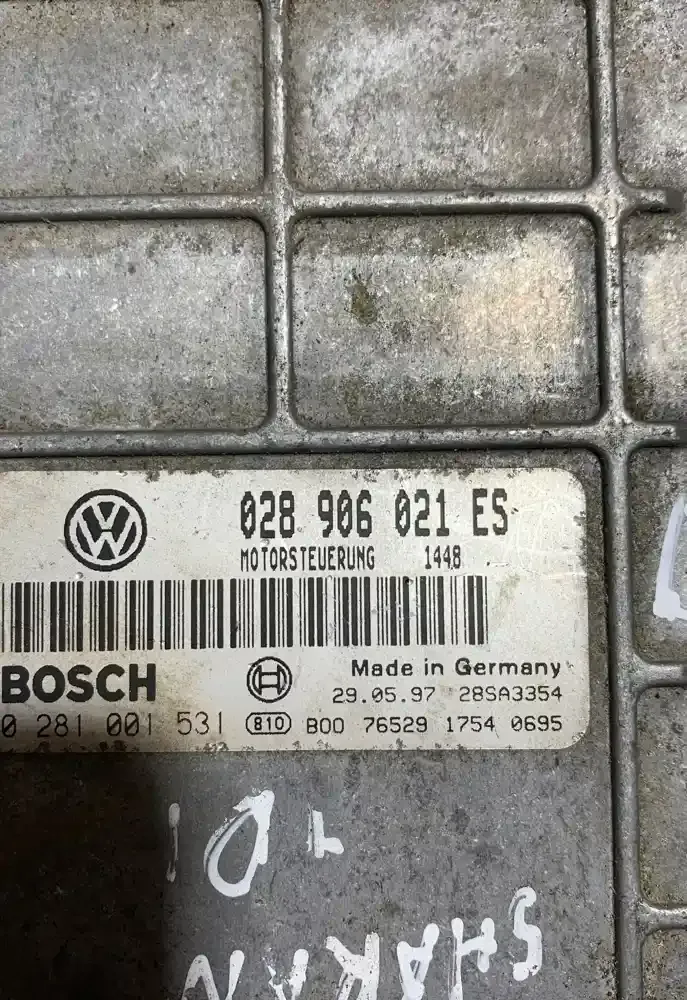 028 906 021 ES
MOTORSTEUERUNG 1448
BOSCH Made in Germany
29.05.97 28SA3354
0 281 001 531 810 B00 76529 1754 0695
TDI
SHARAN